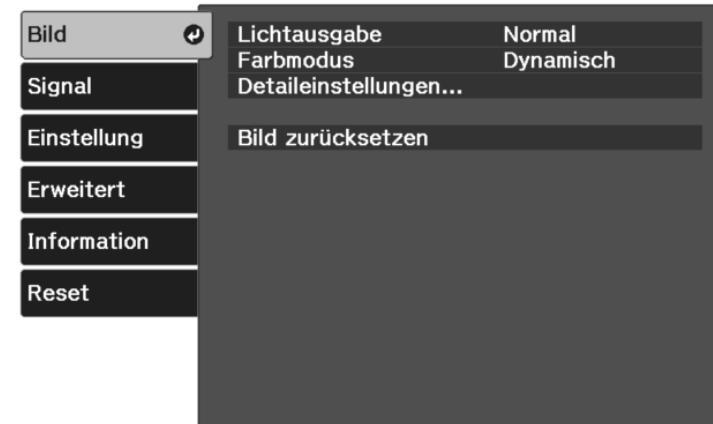 Bild
Signal
Einstellung
Erweitert
Information
Reset
Lichtausgabe Normal
Farbmodus Dynamisch
Detaileinstellungen...
Bild zurücksetzen